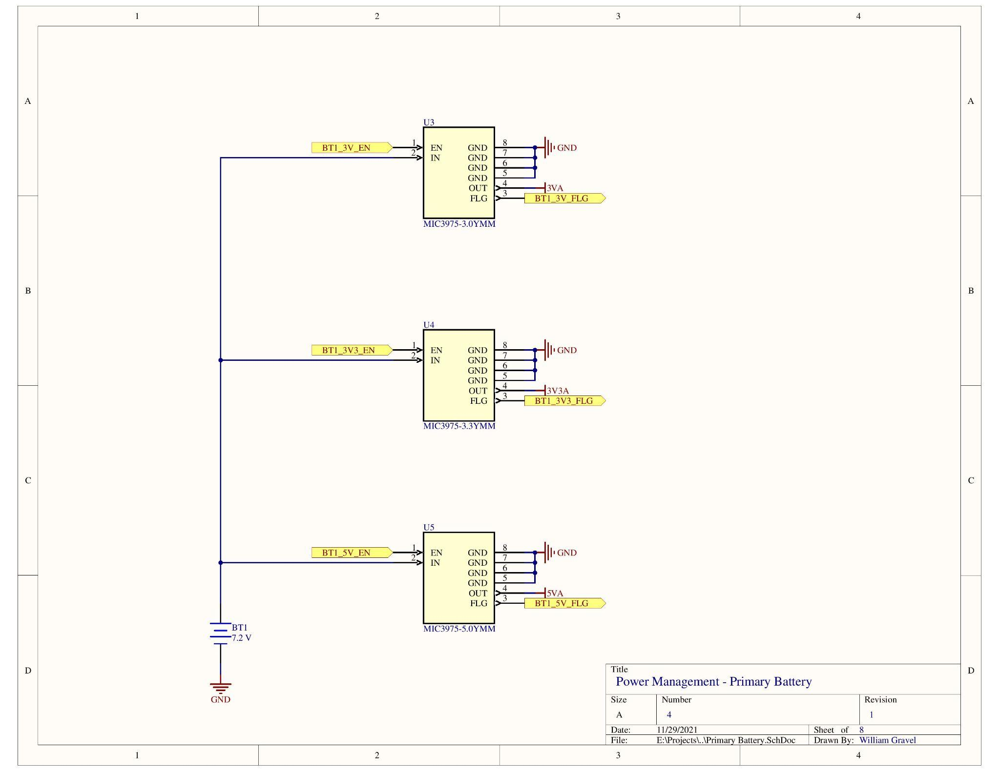 1 2 3 4
A A
U3
BT1_3V_EN 1 EN GND 8 GND
2 IN GND 7
GND 6
GND 5
OUT 4 3VA
FLG 3 BT1_3V_FLG
MIC3975-3.0YMM
B B
U4
BT1_3V3_EN 1 EN GND 8 GND
2 IN GND 7
GND 6
GND 5
OUT 4 3V3A
FLG 3 BT1_3V3_FLG
MIC3975-3.3YMM
C C
U5
BT1_5V_EN 1 EN GND 8 GND
2 IN GND 7
GND 6
GND 5
OUT 4 5VA
FLG 3 BT1_5V_FLG
MIC3975-5.0YMM
BT1
7.2 V
D D
GND
Title
Power Management - Primary Battery
Size Number Revision
A 4 1
Date: 11/29/2021 Sheet of 8
File: E:\Projects\..\Primary Battery.SchDoc Drawn By: William Gravel
1 2 3 4